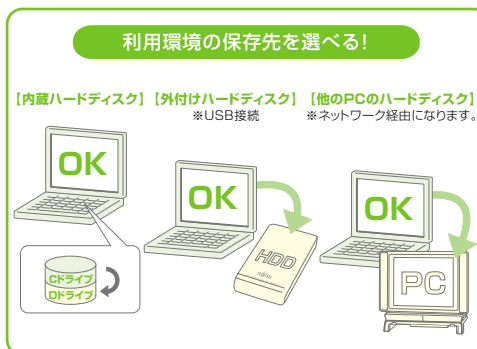 利用環境の保存先を選べる!
【内蔵ハードディスク】
【外付けハードディスク】
※USB接続
【他のPCのハードディスク】
※ネットワーク経由になります。
OK
Cドライブ
Dドライブ
OK
HDD
FUJITSU
OK
PC